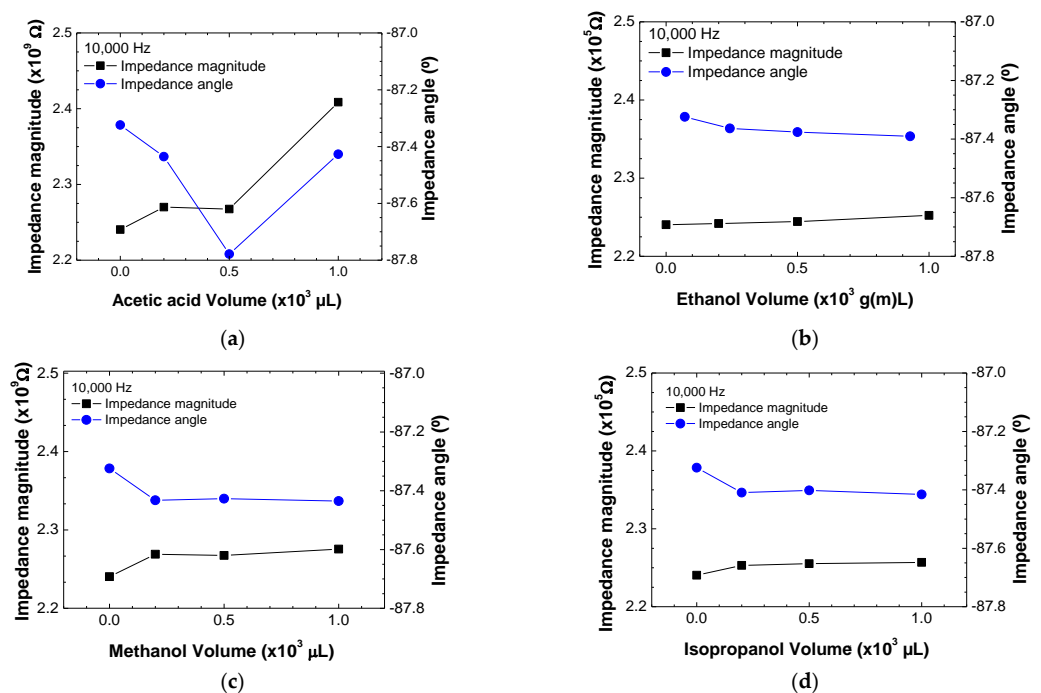 (a)
Impedance magnitude (x10⁹ Ω)
2.5
2.4
2.3
2.2
10,000 Hz
Impedance magnitude
Impedance angle
-87.0
-87.2
-87.4
-87.6
-87.8
Impedance angle (º)
0.0 0.5 1.0
Acetic acid Volume (x10³ µL)
(a)
(b)
Impedance magnitude (x10⁵Ω)
2.5
2.4
2.3
2.2
10,000 Hz
Impedance magnitude
Impedance angle
-87.0
-87.2
-87.4
-87.6
-87.8
Impedance angle (º)
0.0 0.5 1.0
Ethanol Volume (x10³ g(m)L
(b)
Impedance magnitude (x10⁹Ω)
2.5
2.4
2.3
2.2
10,000 Hz
Impedance magnitude
Impedance angle
-87.0
-87.2
-87.4
-87.6
-87.8
Impedance angle (º)
0.0 0.5 1.0
Methanol Volume (x10³ µL)
(c)
Impedance magnitude (x10⁵Ω)
2.5
2.4
2.3
2.2
10,000 Hz
Impedance magnitude
Impedance angle
-87.0
-87.2
-87.4
-87.6
-87.8
Impedance angle (º)
0.0 0.5 1.0
Isopropanol Volume (x10³ µL)
(d)